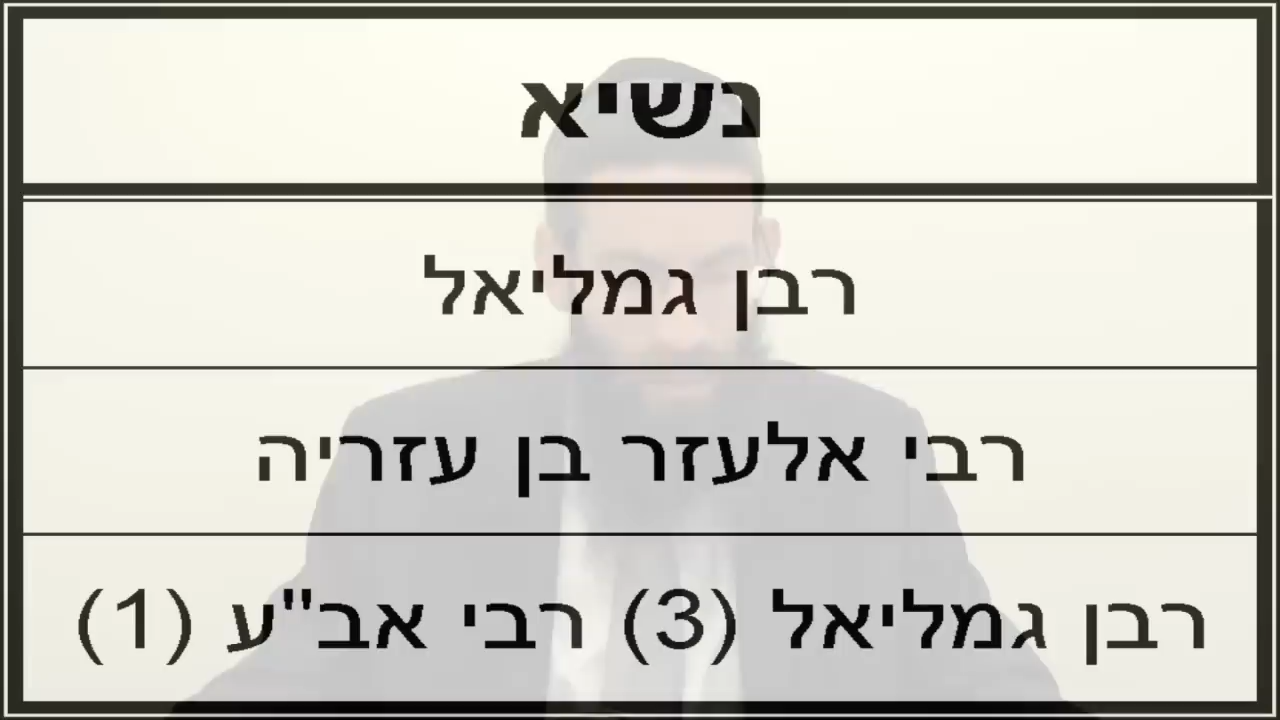 נשיא
רבן גמליאל
רבי אלעזר בן עזריה
רבן גמליאל (3) רבי אב"ע (1)